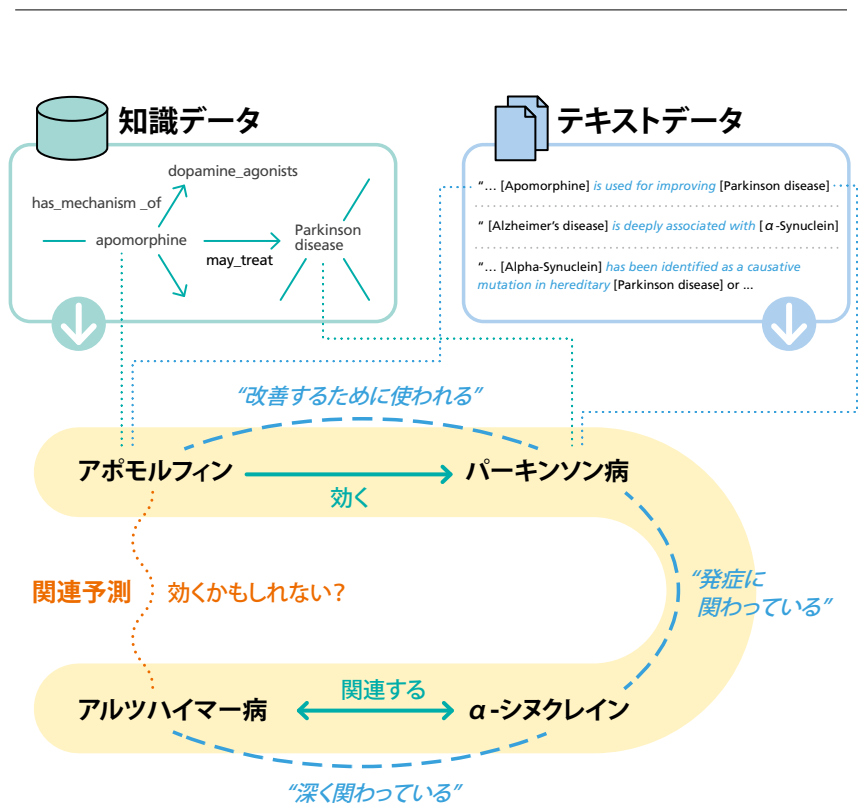 知識データ
dopamine_agonists
has_mechanism _of
apomorphine
Parkinson
disease
may_treat
テキストデータ
“... [Apomorphine] is used for improving [Parkinson disease]
“ [Alzheimer’s disease] is deeply associated with [α-Synuclein]
“... [Alpha-Synuclein] has been identified as a causative
mutation in hereditary [Parkinson disease] or ...
“改善するために使われる”
アポモルフィン
パーキンソン病
効く
関連予測
効くかもしれない？
“発症に
関わっている”
アルツハイマー病
関連する
α-シヌクレイン
“深く関わっている”